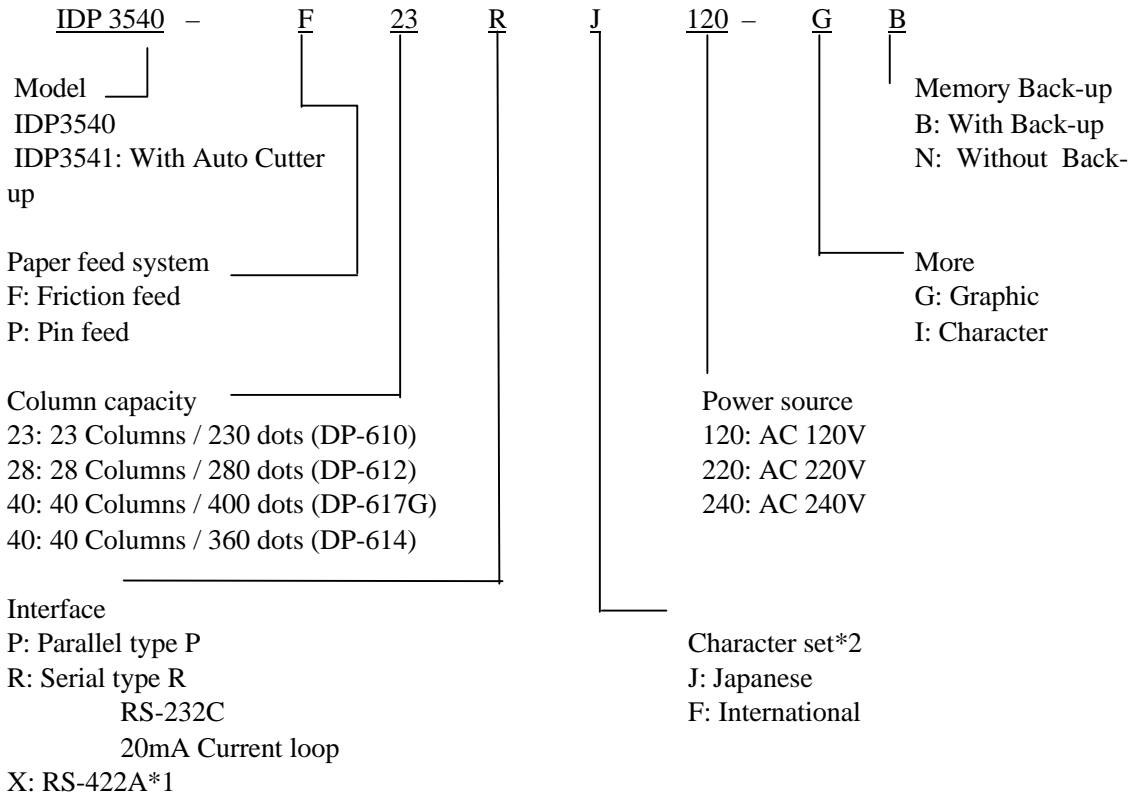 IDP 3540 – F 23 R J 120 – G B
Model
IDP3540
IDP3541: With Auto Cutter
up
Memory Back-up
B: With Back-up
N: Without Back-
Paper feed system
F: Friction feed
P: Pin feed
More
G: Graphic
I: Character
Column capacity
23: 23 Columns / 230 dots (DP-610)
28: 28 Columns / 280 dots (DP-612)
40: 40 Columns / 400 dots (DP-617G)
40: 40 Columns / 360 dots (DP-614)
Power source
120: AC 120V
220: AC 220V
240: AC 240V
Interface
P: Parallel type P
R: Serial type R
RS-232C
20mA Current loop
X: RS-422A*1
Character set*2
J: Japanese
F: International